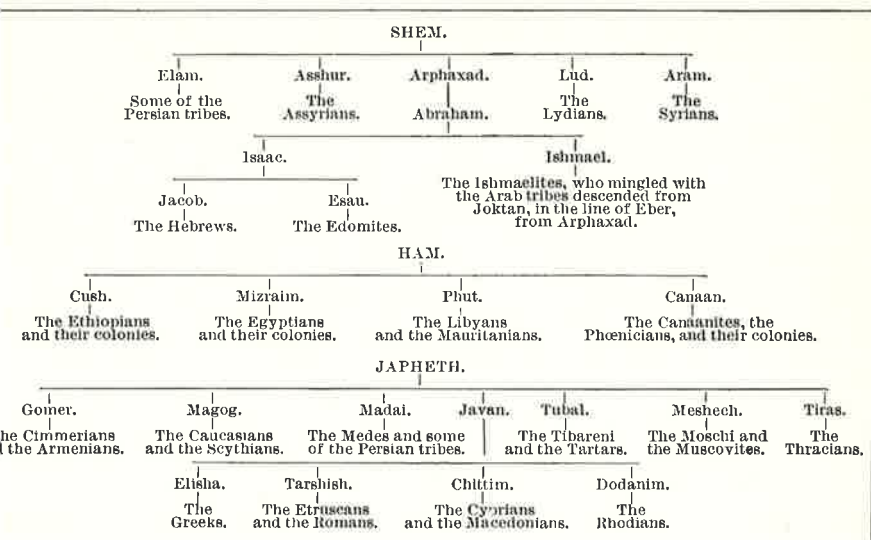 SHEM.
Elam. Asshur. Arphaxad. Lud. Aram.
Some of the The The The
Persian tribes. Assyrians. Abraham. Lydians. Syrians.
Isaac. Ishmael.
The Ishmaelites, who mingled with
the Arab tribes descended from
Jacob. Esau. Joktan, in the line of Eber,
The Hebrews. The Edomites. from Arphaxad.
HAM.
Cush. Mizraim. Phut. Canaan.
The Ethiopians The Egyptians The Libyans The Canaanites, the
and their colonies. and their colonies. and the Mauritanians. Phœnicians, and their colonies.
JAPHETH.
Gomer. Magog. Madai. Javan. Tubal. Meshech. Tiras.
he Cimmerians The Caucasians The Medes and some The Tibareni The Moschi and The
the Armenians. and the Scythians. of the Persian tribes. and the Tartars. the Muscovites. Thracians.
Elisha. Tarshish. Chittim. Dodanim.
The The Etruscans The Cyprians The
Greeks. and the Romans. and the Macedonians. Rhodians.